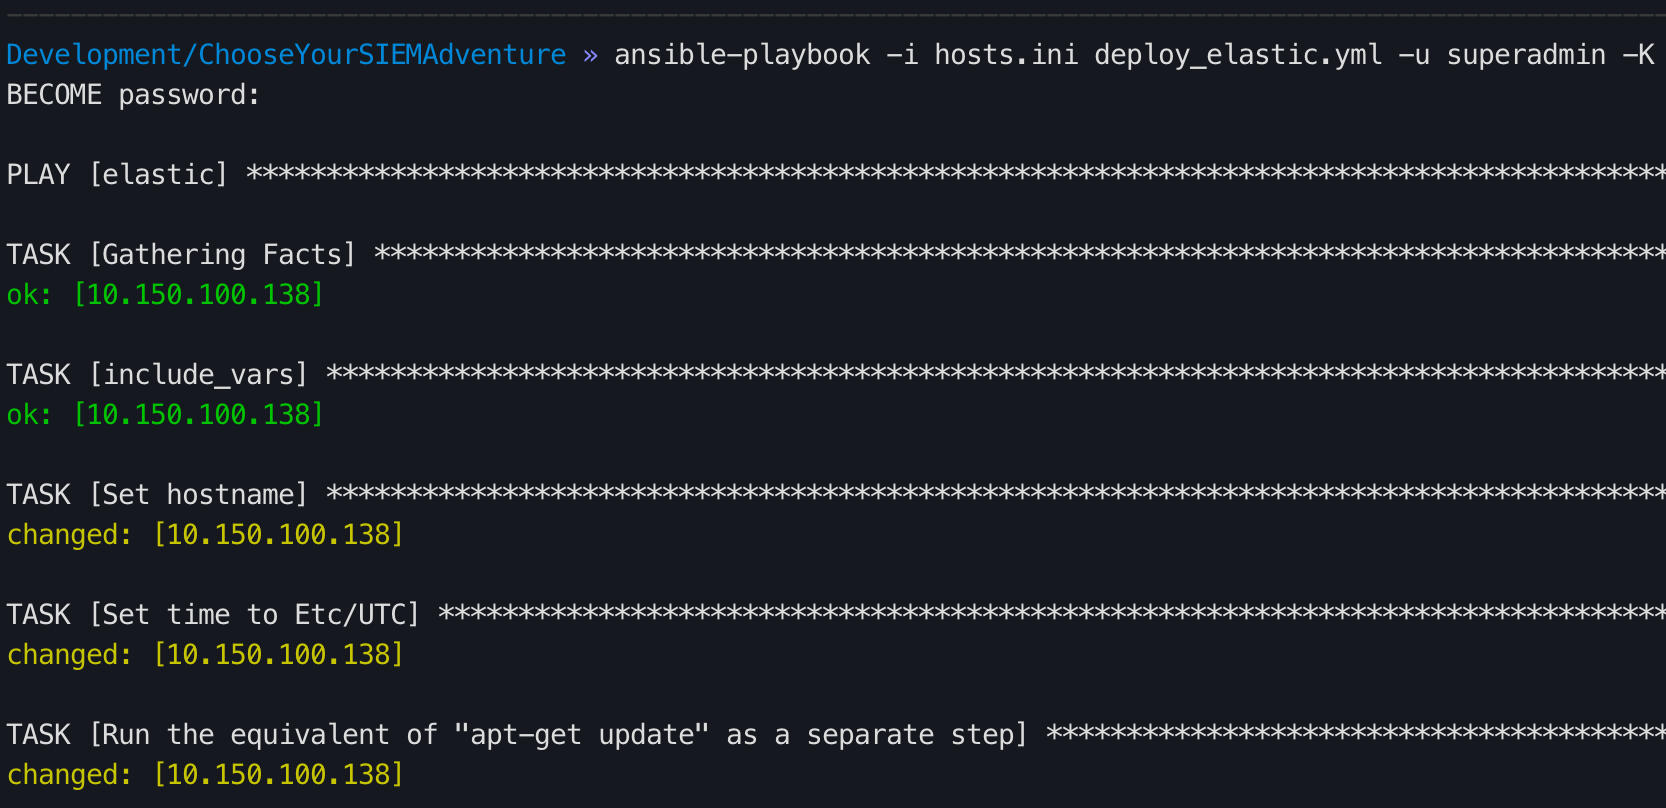 Development/ChooseYourSIEMAdventure » ansible-playbook -i hosts.ini deploy_elastic.yml -u superadmin -K
BECOME password:
PLAY [elastic] *****************************************************************************************
TASK [Gathering Facts] *********************************************************************************
ok: [10.150.100.138]
TASK [include_vars] ************************************************************************************
ok: [10.150.100.138]
TASK [Set hostname] ************************************************************************************
changed: [10.150.100.138]
TASK [Set time to Etc/UTC] *****************************************************************************
changed: [10.150.100.138]
TASK [Run the equivalent of "apt-get update" as a separate step] ***************************************
changed: [10.150.100.138]